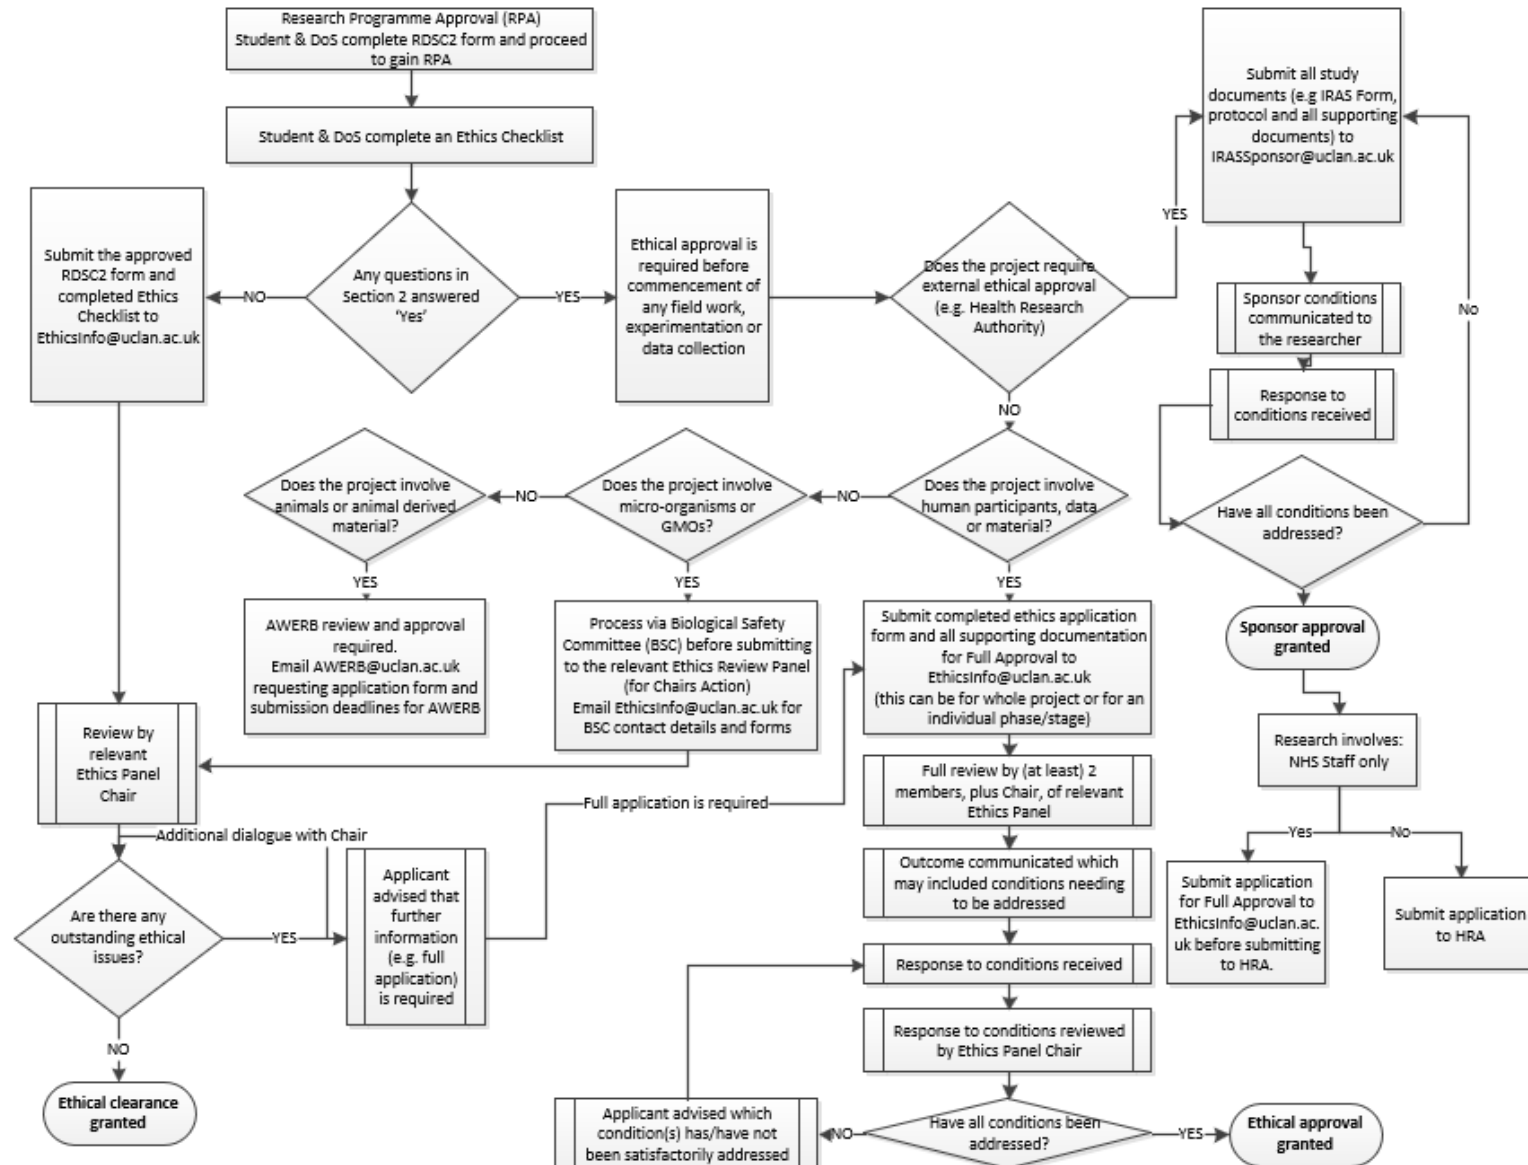 Research Programme Approval (RPA)
Student & DoS complete RDSC2 form and proceed
to gain RPA
Student & DoS complete an Ethics Checklist
Any questions in
Section 2 answered
'Yes'
NO
YES
Submit the approved
RDSC2 form and
completed Ethics
Checklist to
EthicsInfo@uclan.ac.uk
Ethical approval is
required before
commencement of
any field work,
experimentation or
data collection
Does the project require
external ethical approval
(e.g. Health Research
Authority)
YES
NO
Submit all study
documents (e.g IRAS Form,
protocol and all supporting
documents) to
IRASSponsor@uclan.ac.uk
Sponsor conditions
communicated to
the researcher
Response to
conditions received
Have all conditions been
addressed?
No
Sponsor approval
granted
Research involves:
NHS Staff only
Yes
No
Submit application
for Full Approval to
EthicsInfo@uclan.ac.
uk before submitting
to HRA.
Submit application
to HRA
Does the project involve
human participants, data
or material?
NO
YES
Does the project involve
micro-organisms or
GMOs?
NO
YES
Does the project involve
animals or animal derived
material?
YES
AWERB review and approval
required.
Email AWERB@uclan.ac.uk
requesting application form and
submission deadlines for AWERB
Process via Biological Safety
Committee (BSC) before submitting
to the relevant Ethics Review Panel
(for Chairs Action)
Email EthicsInfo@uclan.ac.uk for
BSC contact details and forms
Submit completed ethics application
form and all supporting documentation
for Full Approval to
EthicsInfo@uclan.ac.uk
(this can be for whole project or for an
individual phase/stage)
Review by
relevant
Ethics Panel
Chair
Additional dialogue with Chair
Are there any
outstanding ethical
issues?
YES
NO
Ethical clearance
granted
Applicant
advised that
further
information
(e.g. full
application)
is required
Full application is required
Full review by (at least) 2
members, plus Chair, of relevant
Ethics Panel
Outcome communicated which
may included conditions needing
to be addressed
Response to conditions received
Response to conditions reviewed
by Ethics Panel Chair
Have all conditions been
addressed?
NO
YES
Applicant advised which
condition(s) has/have not
been satisfactorily addressed
Ethical approval
granted